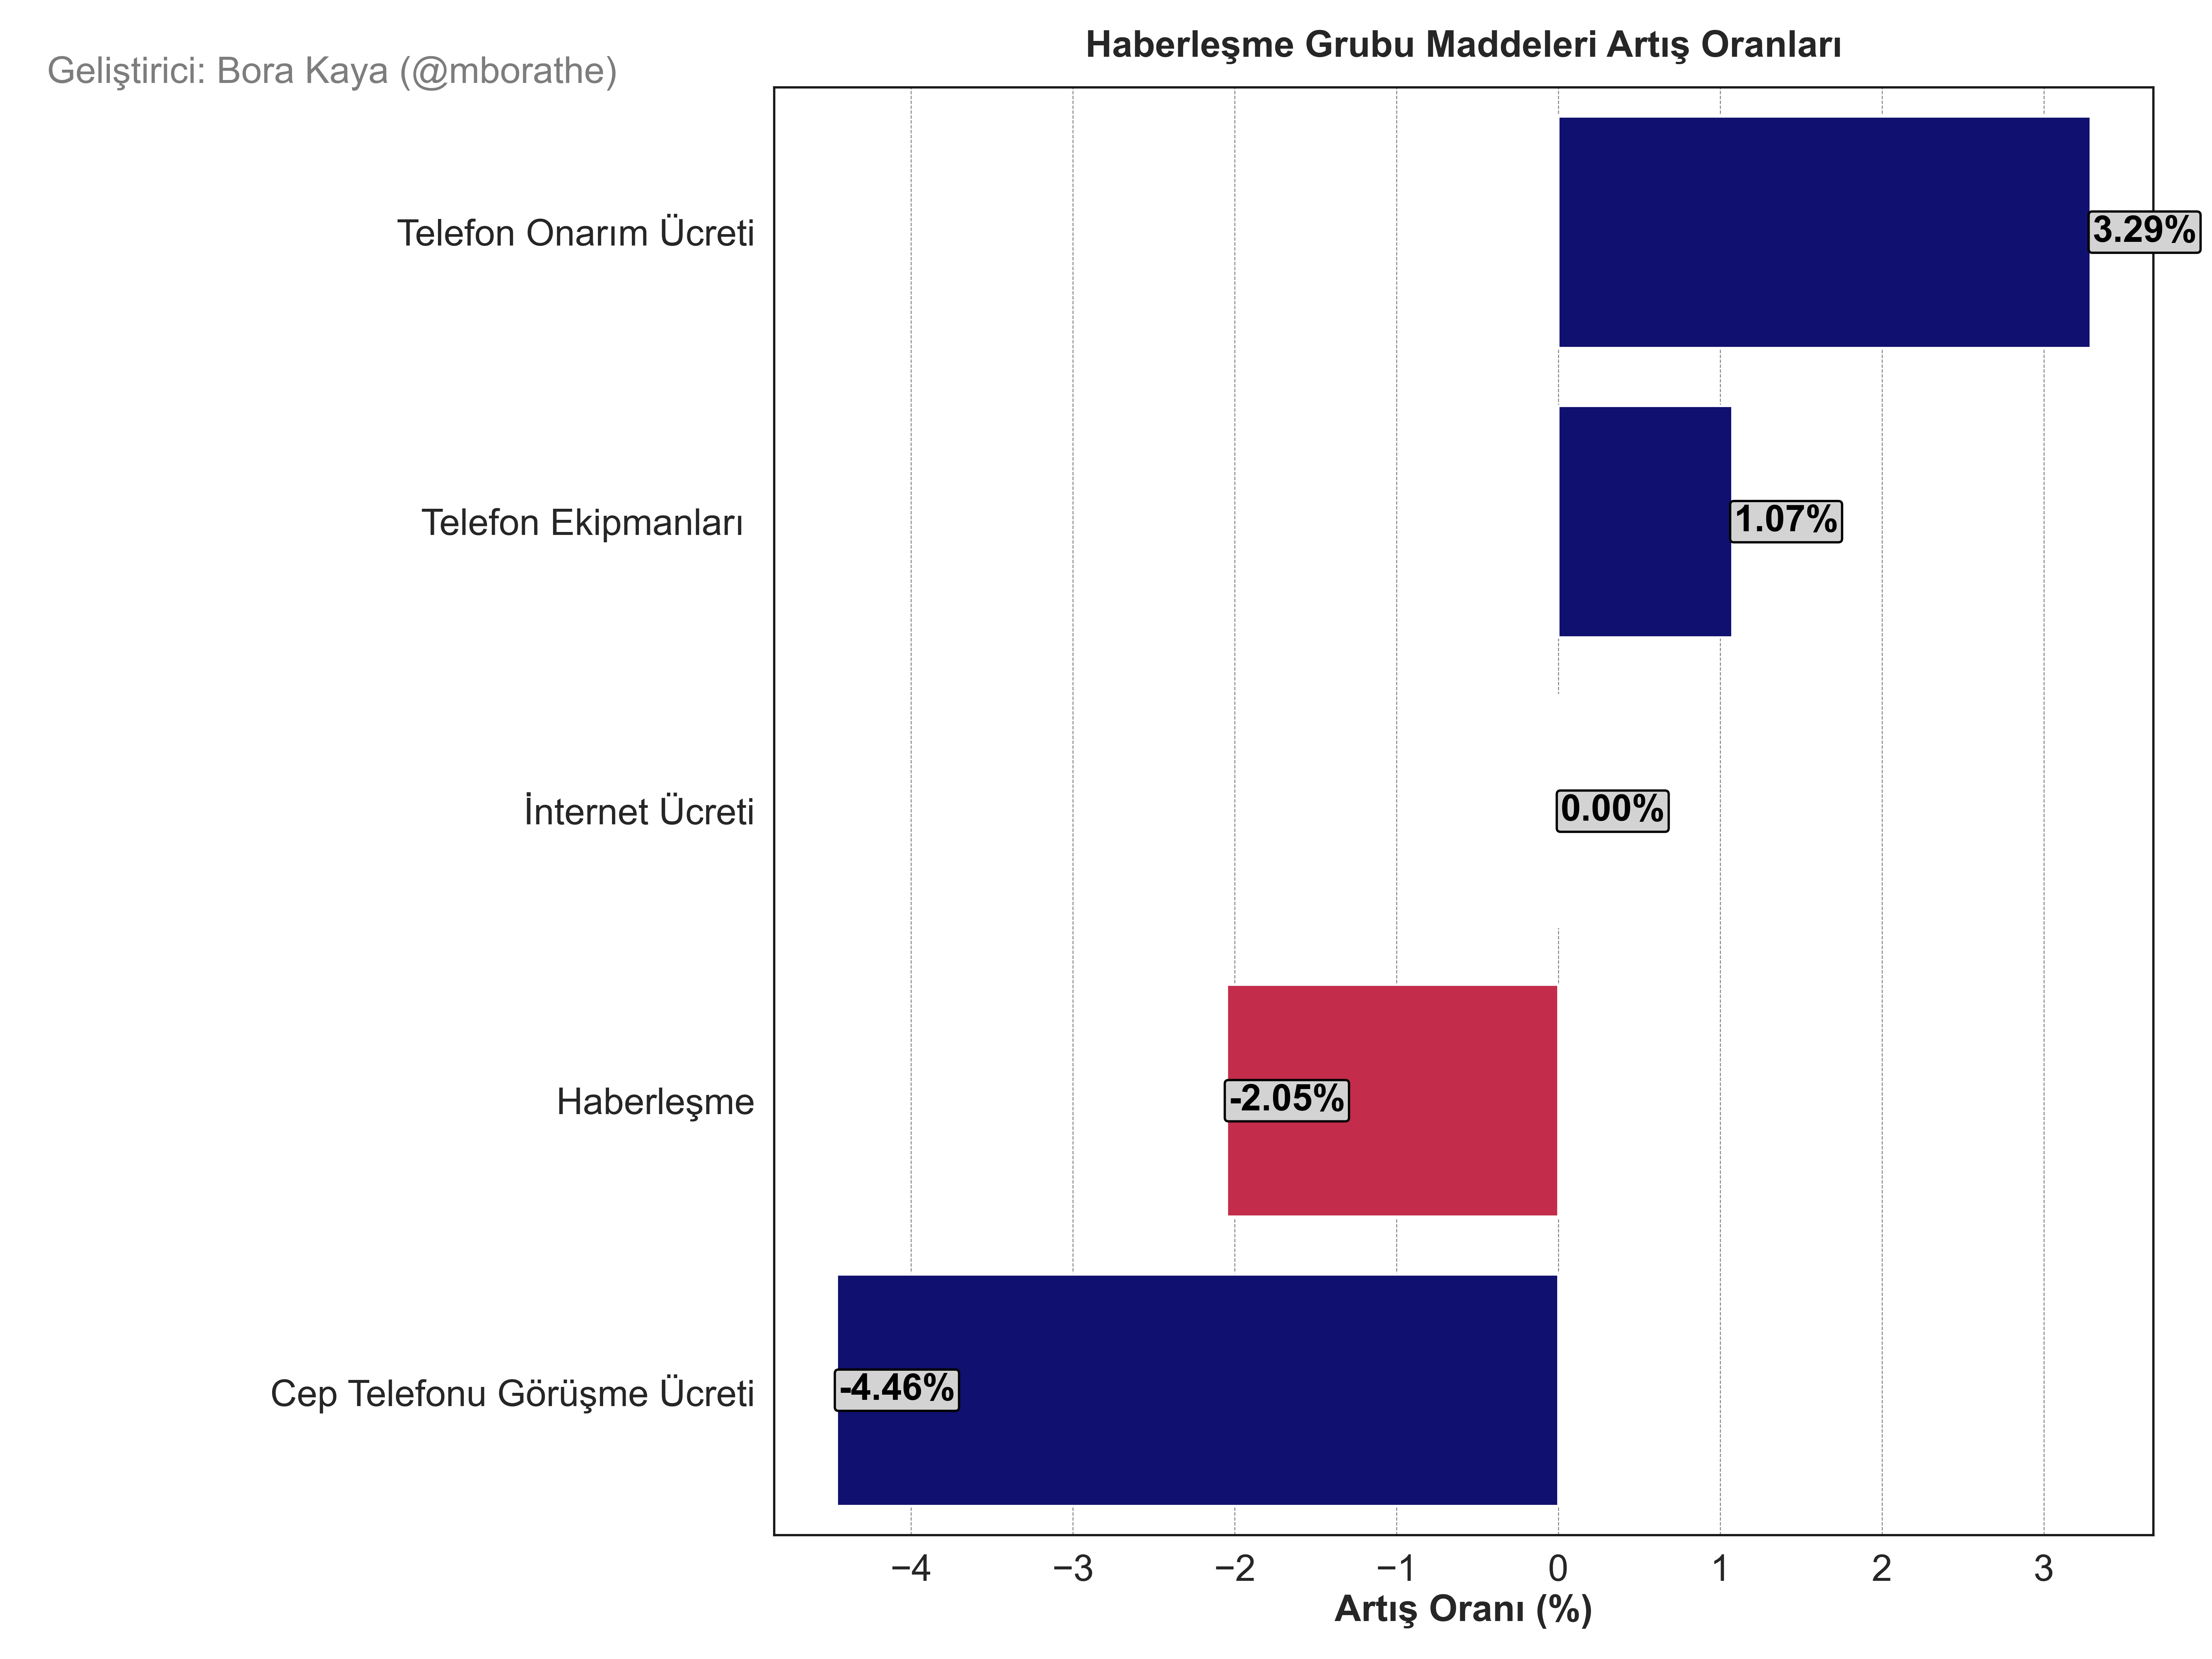 Haberleşme Grubu Maddeleri Artış Oranları
Geliştirici: Bora Kaya (@mborathe)
Telefon Onarım Ücreti
3.29%
Telefon Ekipmanları
1.07%
İnternet Ücreti
0.00%
Haberleşme
-2.05%
Cep Telefonu Görüşme Ücreti
-4.46%
−4 −3 −2 −1 0 1 2 3
Artış Oranı (%)